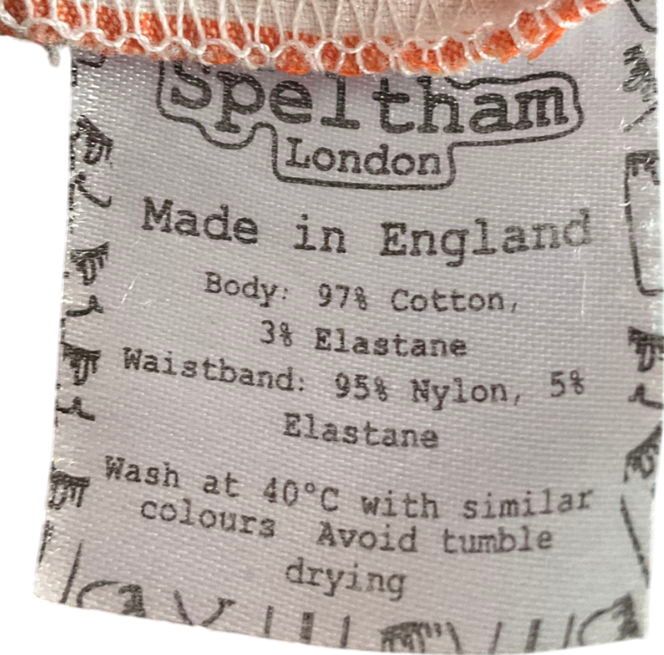 Speltham
London
Made in England
Body: 97% Cotton,
3% Elastane
Waistband: 95% Nylon, 5%
Elastane
Wash at 40°C with similar
colours Avoid tumble
drying